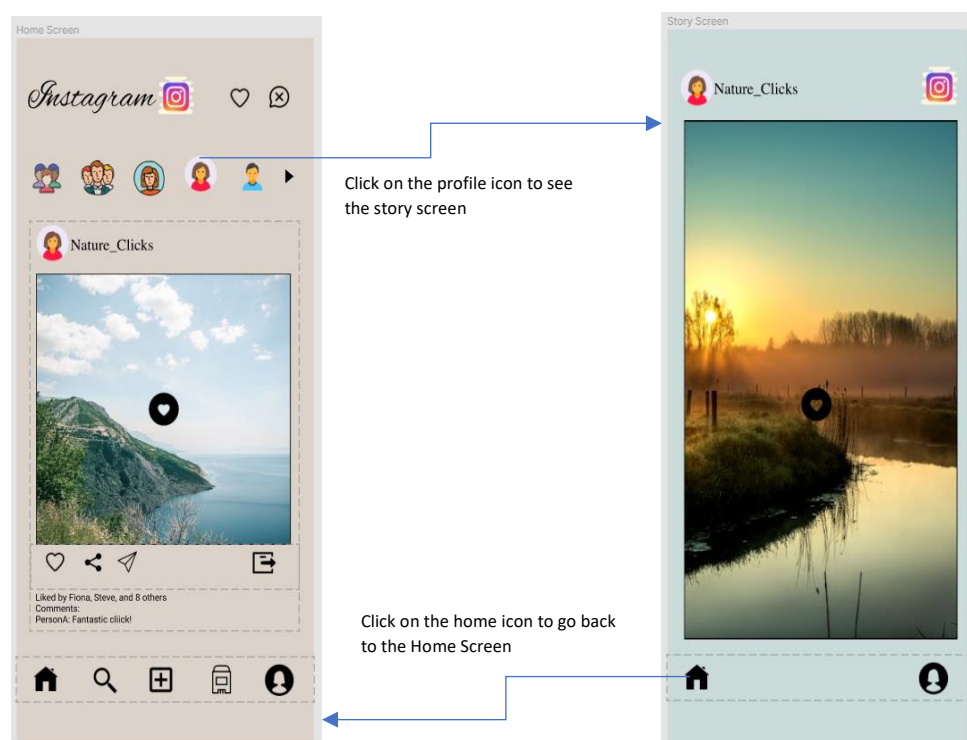 Home Screen
Story Screen
Instagram
Nature_Clicks
Click on the profile icon to see
the story screen
Nature_Clicks
Liked by Fiona, Steve, and 8 others
Comments:
PersonA: Fantastic cliick!
Click on the home icon to go back
to the Home Screen